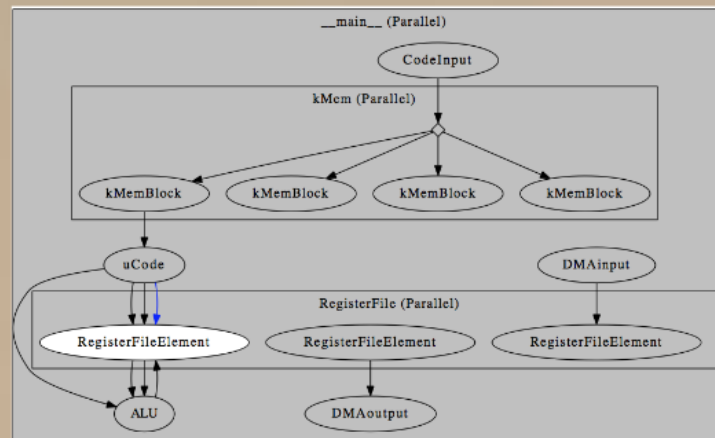 __main__ (Parallel)
CodeInput
kMem (Parallel)
kMemBlock kMemBlock kMemBlock kMemBlock
uCode DMAinput
RegisterFile (Parallel)
RegisterFileElement RegisterFileElement RegisterFileElement
ALU DMAoutput